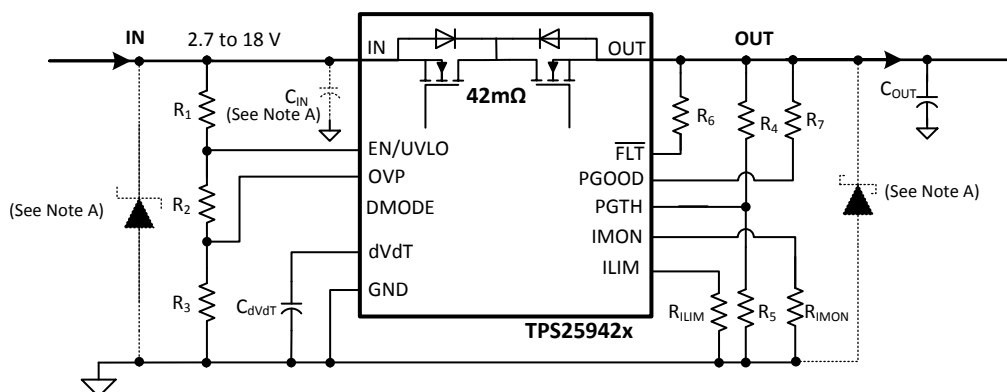 IN
2.7 to 18 V
IN
OUT
OUT
42mΩ
R1
CIN
(See Note A)
R6
R4
R7
COUT
EN/UVLO
FLT
OVP
PGOOD
(See Note A)
R2
DMODE
PGTH
(See Note A)
IMON
dVdT
ILIM
R3
CdVdT
GND
RILIM
R5
RIMON
TPS25942x